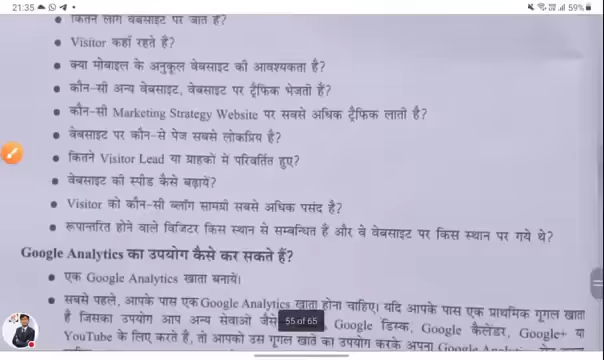 21:35
59%
कितने लोग वेबसाइट पर जाते हैं?
Visitor कहाँ रहते हैं?
क्या मोबाइल के अनुकूल वेबसाइट की आवश्यकता है?
कौन-सी अन्य वेबसाइट, वेबसाइट पर ट्रैफिक भेजती हैं?
कौन-सी Marketing Strategy Website पर सबसे अधिक ट्रैफिक लाती हैं?
वेबसाइट पर कौन-से पेज सबसे लोकप्रिय हैं?
कितने Visitor Lead या ग्राहकों में परिवर्तित हुए?
वेबसाइट की स्पीड कैसे बढ़ायें?
Visitor को कौन-सी ब्लॉग सामग्री सबसे अधिक पसंद है?
रूपान्तरित होने वाले विजिटर किस स्थान से सम्बन्धित हैं और वे वेबसाइट पर किस स्थान पर गये थे?
Google Analytics का उपयोग कैसे कर सकते हैं?
एक Google Analytics खाता बनायें।
सबसे पहले, आपके पास एक Google Analytics खाता होना चाहिए। यदि आपके पास एक प्राथमिक गूगल खाता
है जिसका उपयोग आप अन्य सेवाओं जैसे Google डिस्क, Google कैलेंडर, Google+ या
55 of 65
YouTube के लिए करते हैं, तो आपको उस गूगल खाते का उपयोग करके अपना Google